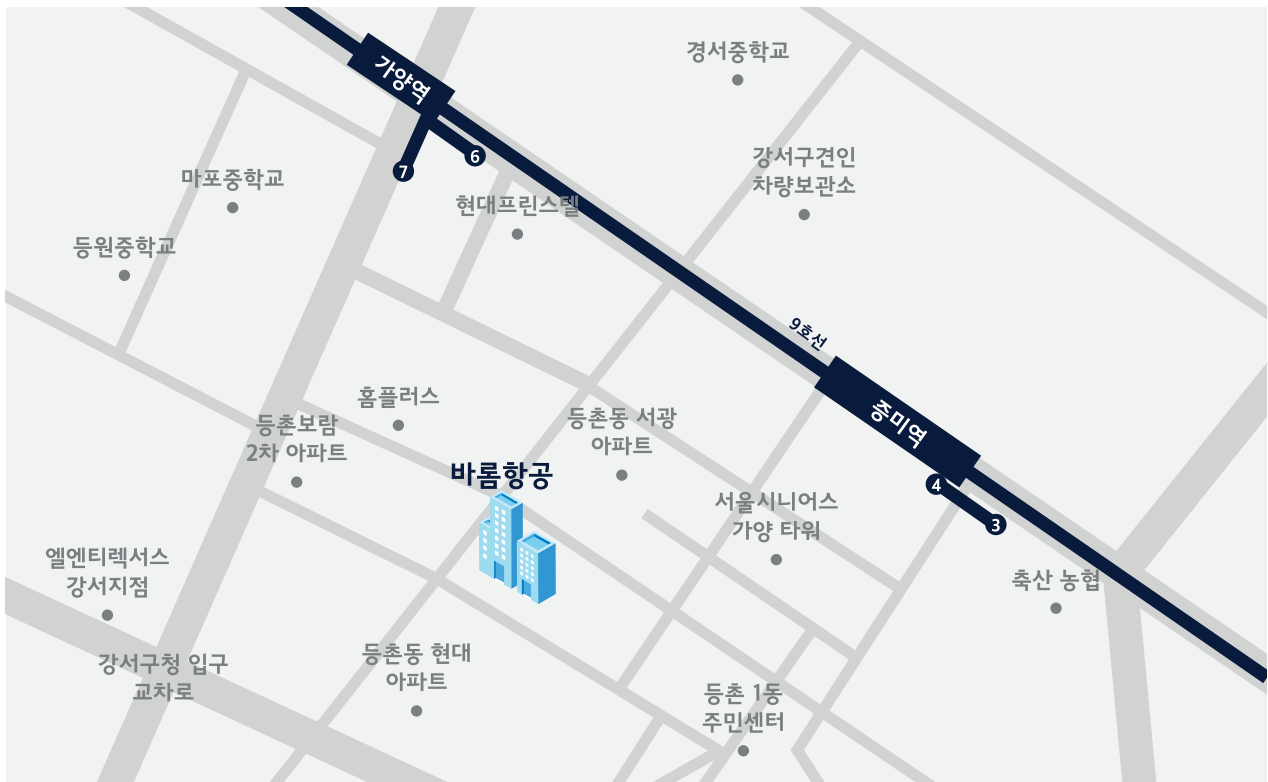 경서중학교
가양역
6
7
강서구견인
차량보관소
마포중학교
현대프린스텔
등원중학교
9호선
홈플러스
등촌보람
2차 아파트
등촌동 서광
아파트
증미역
바롬항공
4
3
서울시니어스
가양 타워
엘엔티렉서스
강서지점
축산 농협
강서구청 입구
교차로
등촌동 현대
아파트
등촌 1동
주민센터